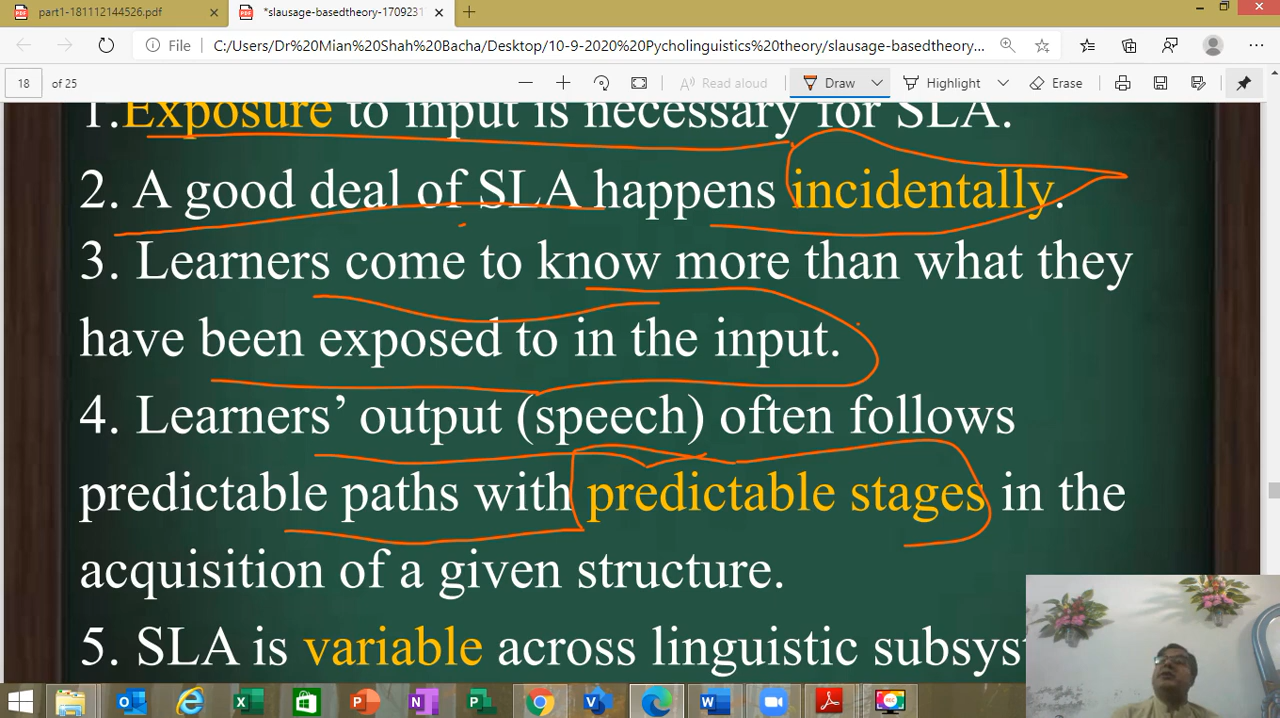 part1-181112144526.pdf
*slausage-basedtheory-1709231
File
C:/Users/Dr%20Mian%20Shah%20Bacha/Desktop/10-9-2020%20Pycholinguistics%20theory/slausage-basedtheory...
18 of 25
Read aloud
Draw
Highlight
Erase
1.Exposure to input is necessary for SLA.
2. A good deal of SLA happens incidentally.
3. Learners come to know more than what they
have been exposed to in the input.
4. Learners’ output (speech) often follows
predictable paths with predictable stages in the
acquisition of a given structure.
5. SLA is variable across linguistic subsyst